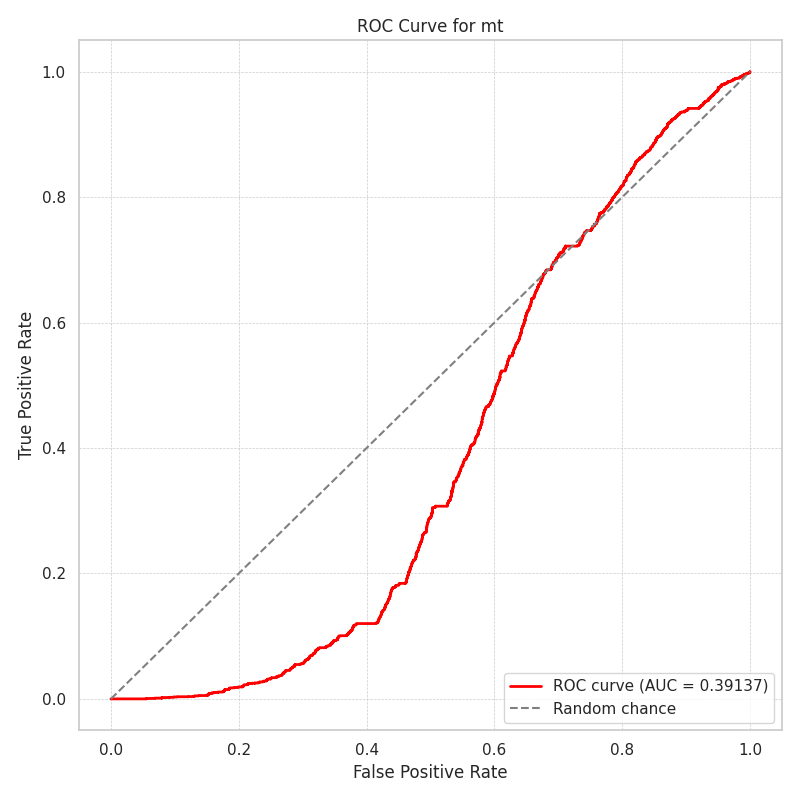 ROC Curve for mt
True Positive Rate
1.0
0.8
0.6
0.4
0.2
0.0
0.0 0.2 0.4 0.6 0.8 1.0
False Positive Rate
ROC curve (AUC = 0.39137)
Random chance